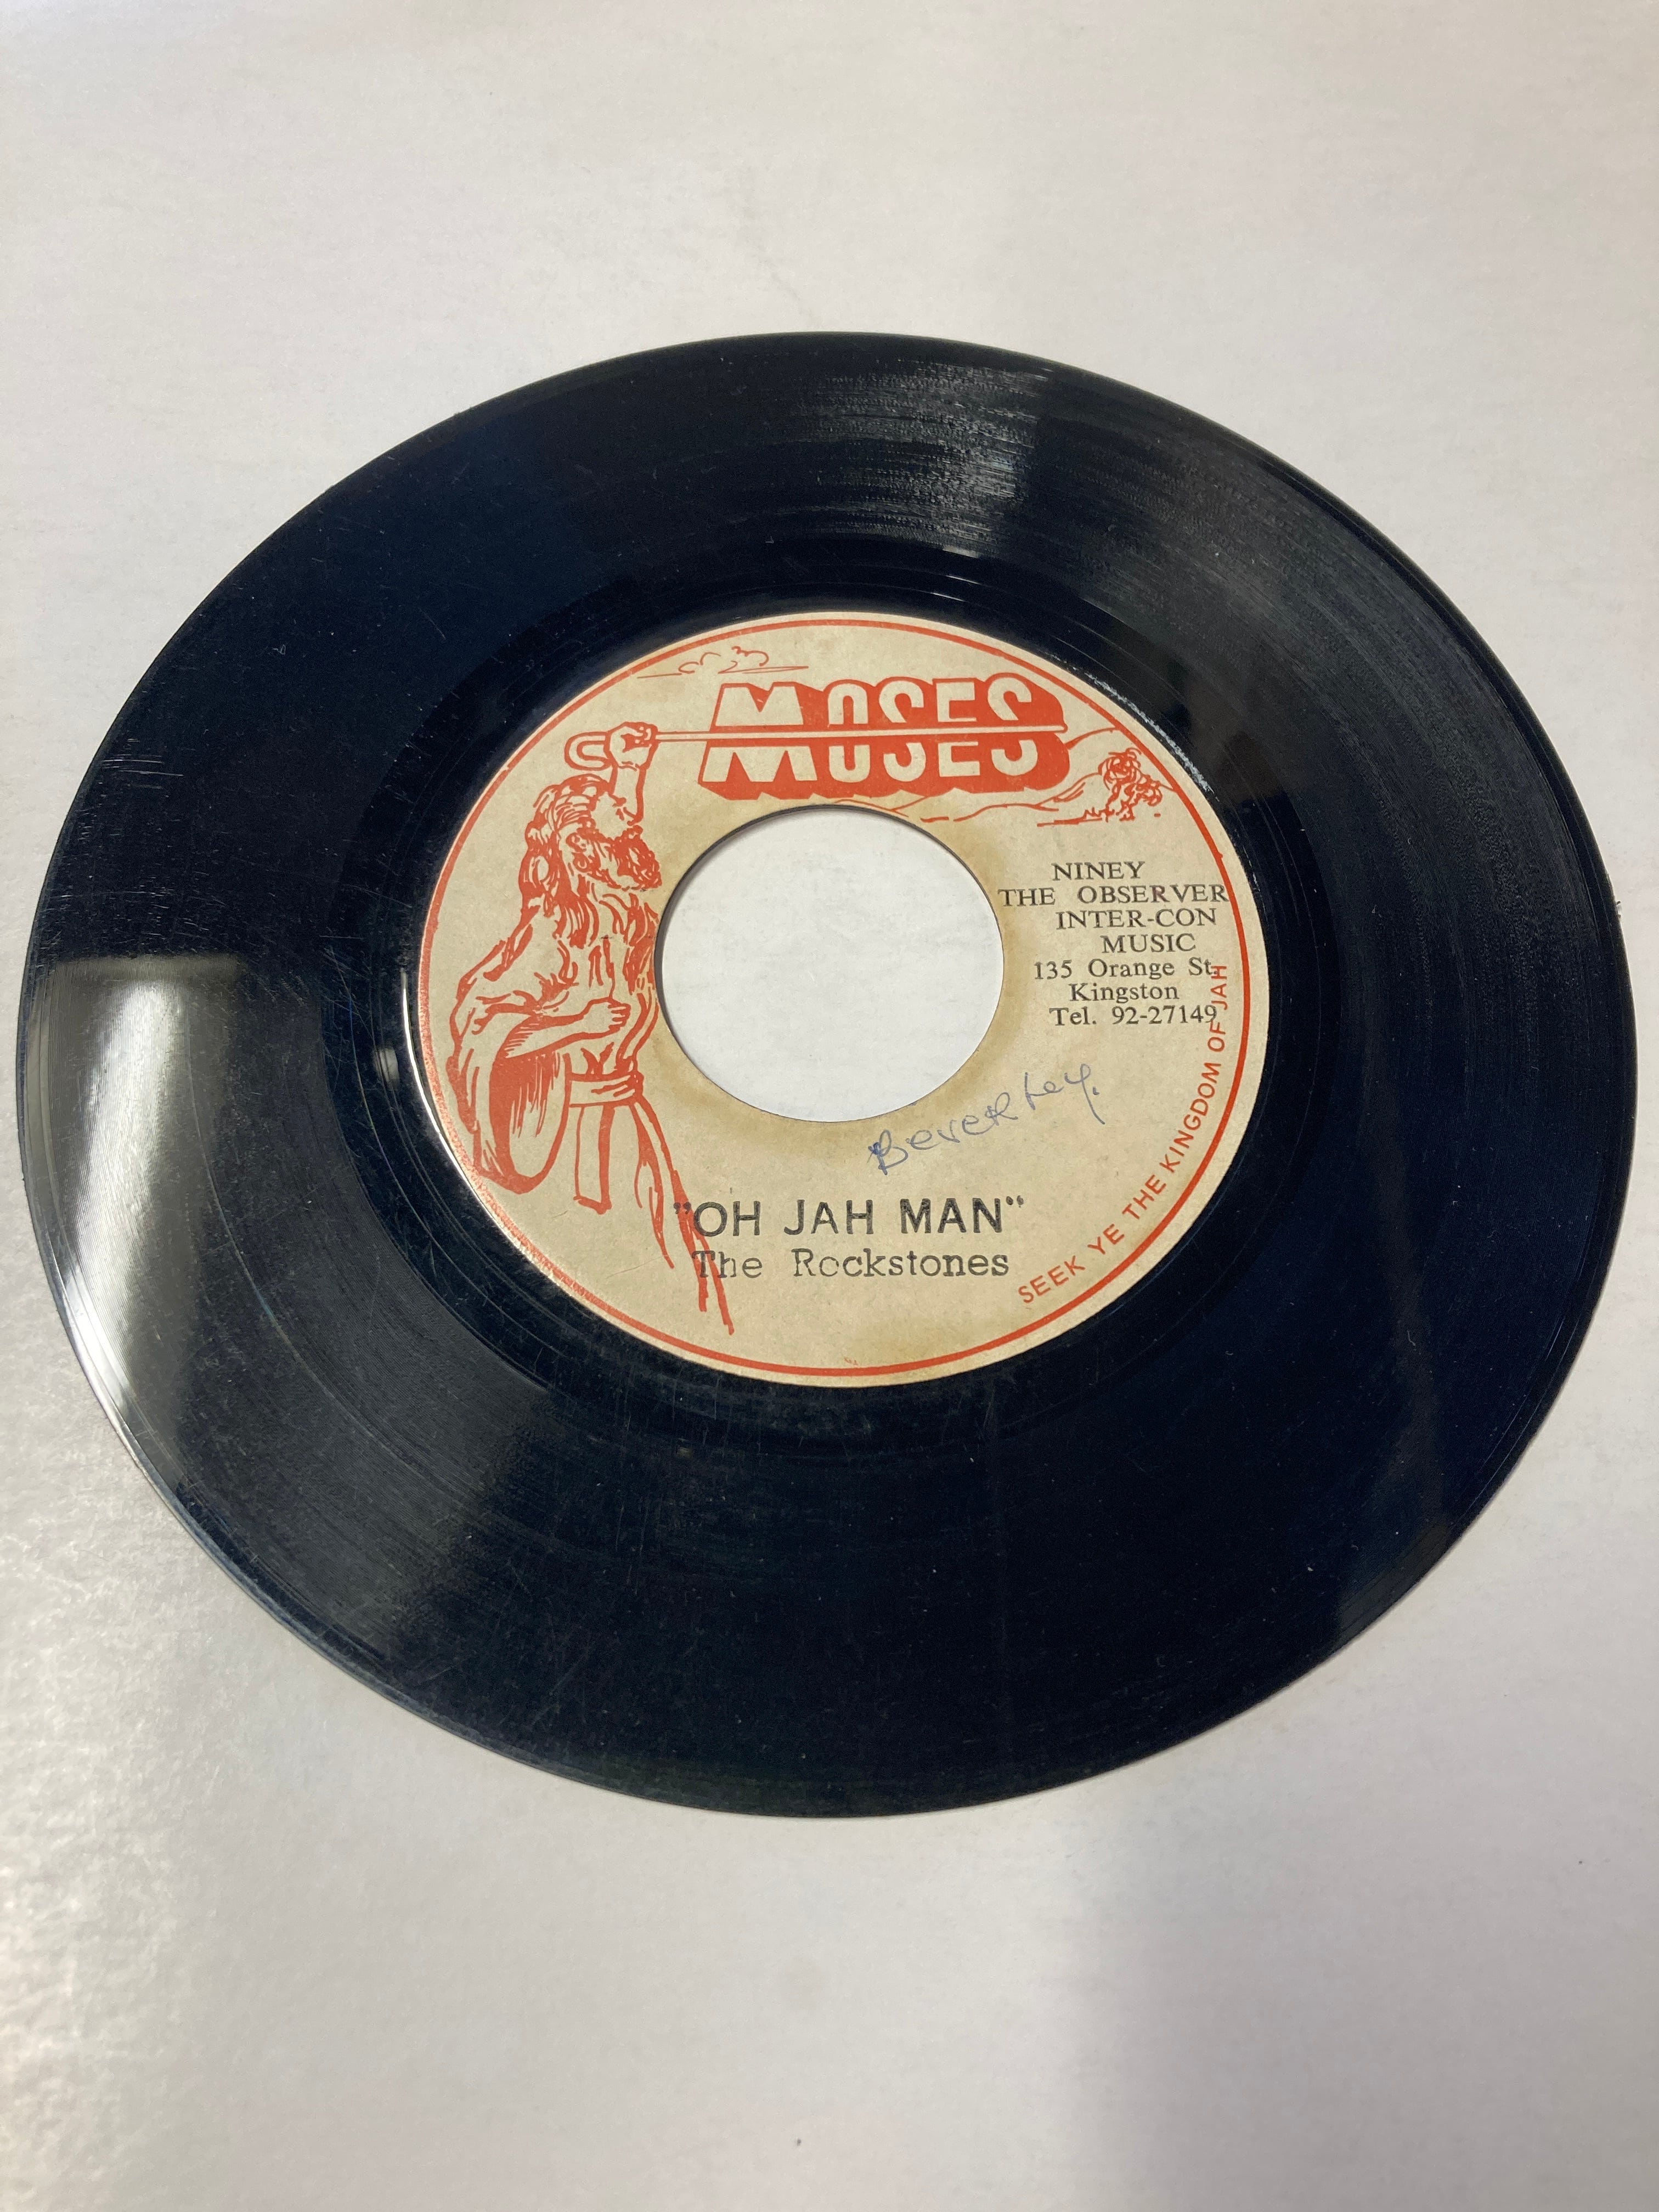 MOSES
NINEY
THE OBSERVER
INTER-CON
MUSIC
135 Orange St.
Kingston
Tel. 92-27149
Beverley.
"OH JAH MAN"
The Rockstones
SEEK YE THE KINGDOM OF JAH